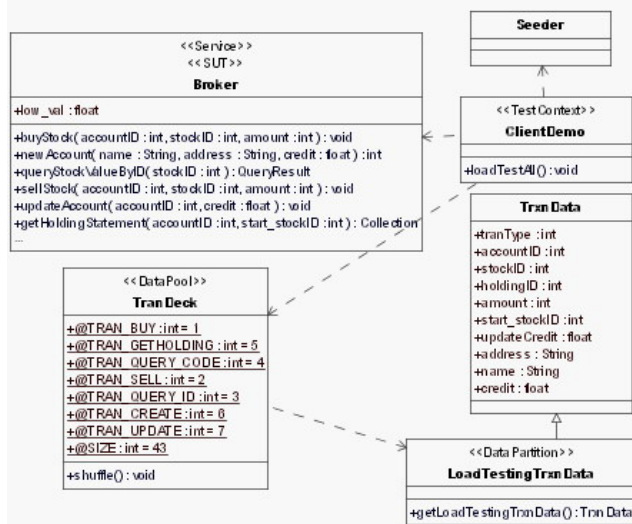 <<Service>>
<<SUT>>
Broker
+low_val : float
+buyStock( accountID : int, stockID : int, amount : int ) : void
+newAccount( name : String, address : String, credit : float ) : int
+queryStockValueByID( stockID : int ) : QueryResult
+sellStock( accountID : int, stockID : int, amount : int ) : void
+updateAccount( accountID : int, credit : float ) : void
+getHoldingStatement( accountID : int, start_stockID : int ) : Collection
...
Seeder
<<TestContext>>
ClientDemo
+loadTestAll() : void
TrxnData
+tranType : int
+accountID : int
+stockID : int
+holdingID : int
+amount : int
+start_stockID : int
+updateCredit : float
+address : String
+name : String
+credit : float
<<DataPool>>
TranDeck
+@TRAN_BUY : int = 1
+@TRAN_GETHOLDING : int = 5
+@TRAN_QUERY_CODE : int = 4
+@TRAN_SELL : int = 2
+@TRAN_QUERY_ID : int = 3
+@TRAN_CREATE : int = 6
+@TRAN_UPDATE : int = 7
+@SIZE : int = 43
+shuffle() : void
<<Data Partition>>
LoadTestingTrxnData
+getLoadTestingTrxnData() : TrxnData